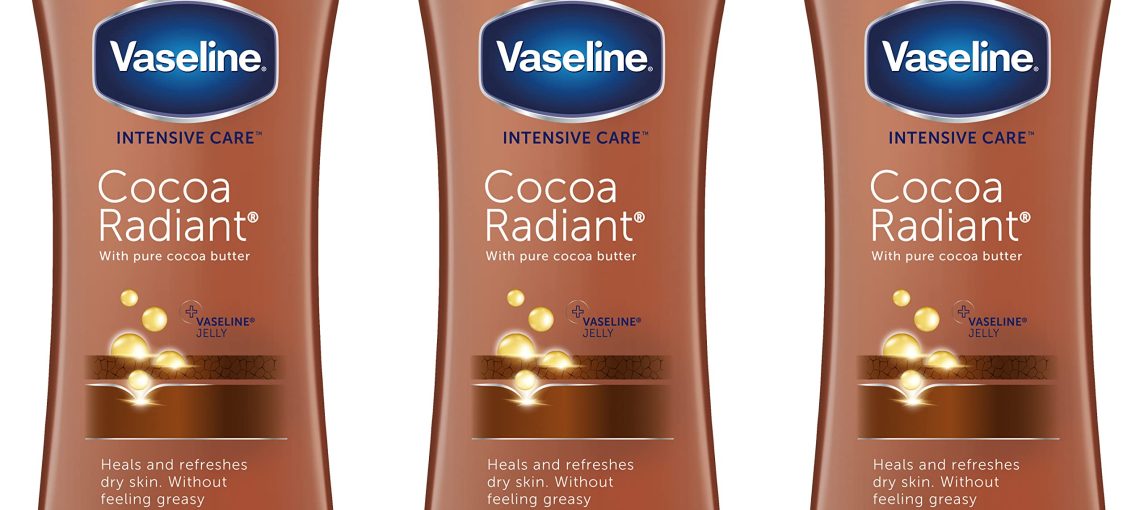 Vaseline®
INTENSIVE CARE™
Cocoa
Radiant®
With pure cocoa butter
VASELINE®
JELLY
Heals and refreshes
dry skin. Without
feeling greasy
Vaseline®
INTENSIVE CARE™
Cocoa
Radiant®
With pure cocoa butter
VASELINE®
JELLY
Heals and refreshes
dry skin. Without
feeling greasy
Vaseline®
INTENSIVE CARE™
Cocoa
Radiant®
With pure cocoa butter
VASELINE®
JELLY
Heals and refreshes
dry skin. Without
feeling greasy